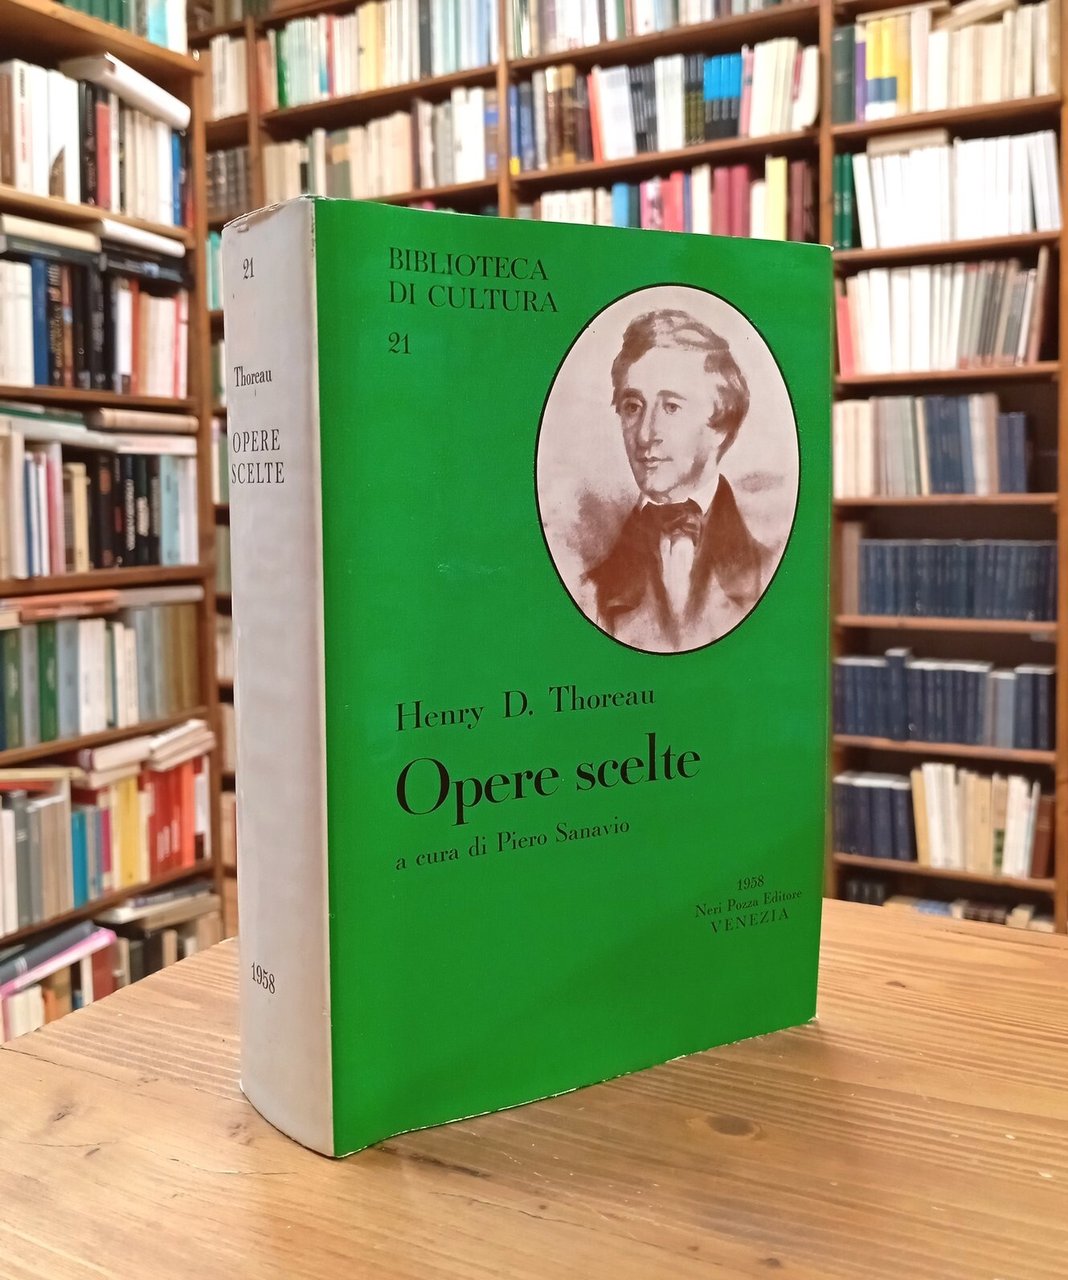 21
Thoreau
OPERE
SCELTE
1958
BIBLIOTECA
DI CULTURA
21
Henry D. Thoreau
Opere scelte
a cura di Piero Sanavio
1958
Neri Pozza Editore
VENEZIA